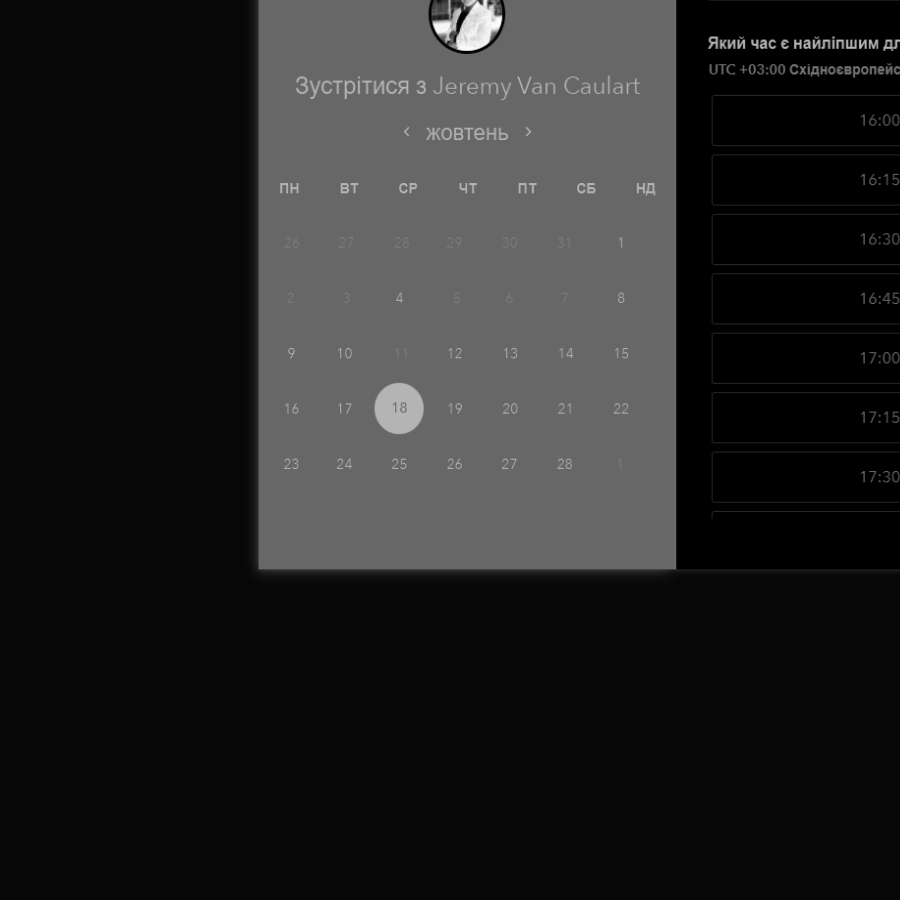 Зустрітися з Jeremy Van Caulart
жовтень
ПН ВТ СР ЧТ ПТ СБ НД
26 27 28 29 30 31 1
2 3 4 5 6 7 8
9 10 11 12 13 14 15
16 17 18 19 20 21 22
23 24 25 26 27 28 1
Який час є найліпшим дл
UTC +03:00 Східноєвропейс
16:00
16:15
16:30
16:45
17:00
17:15
17:30